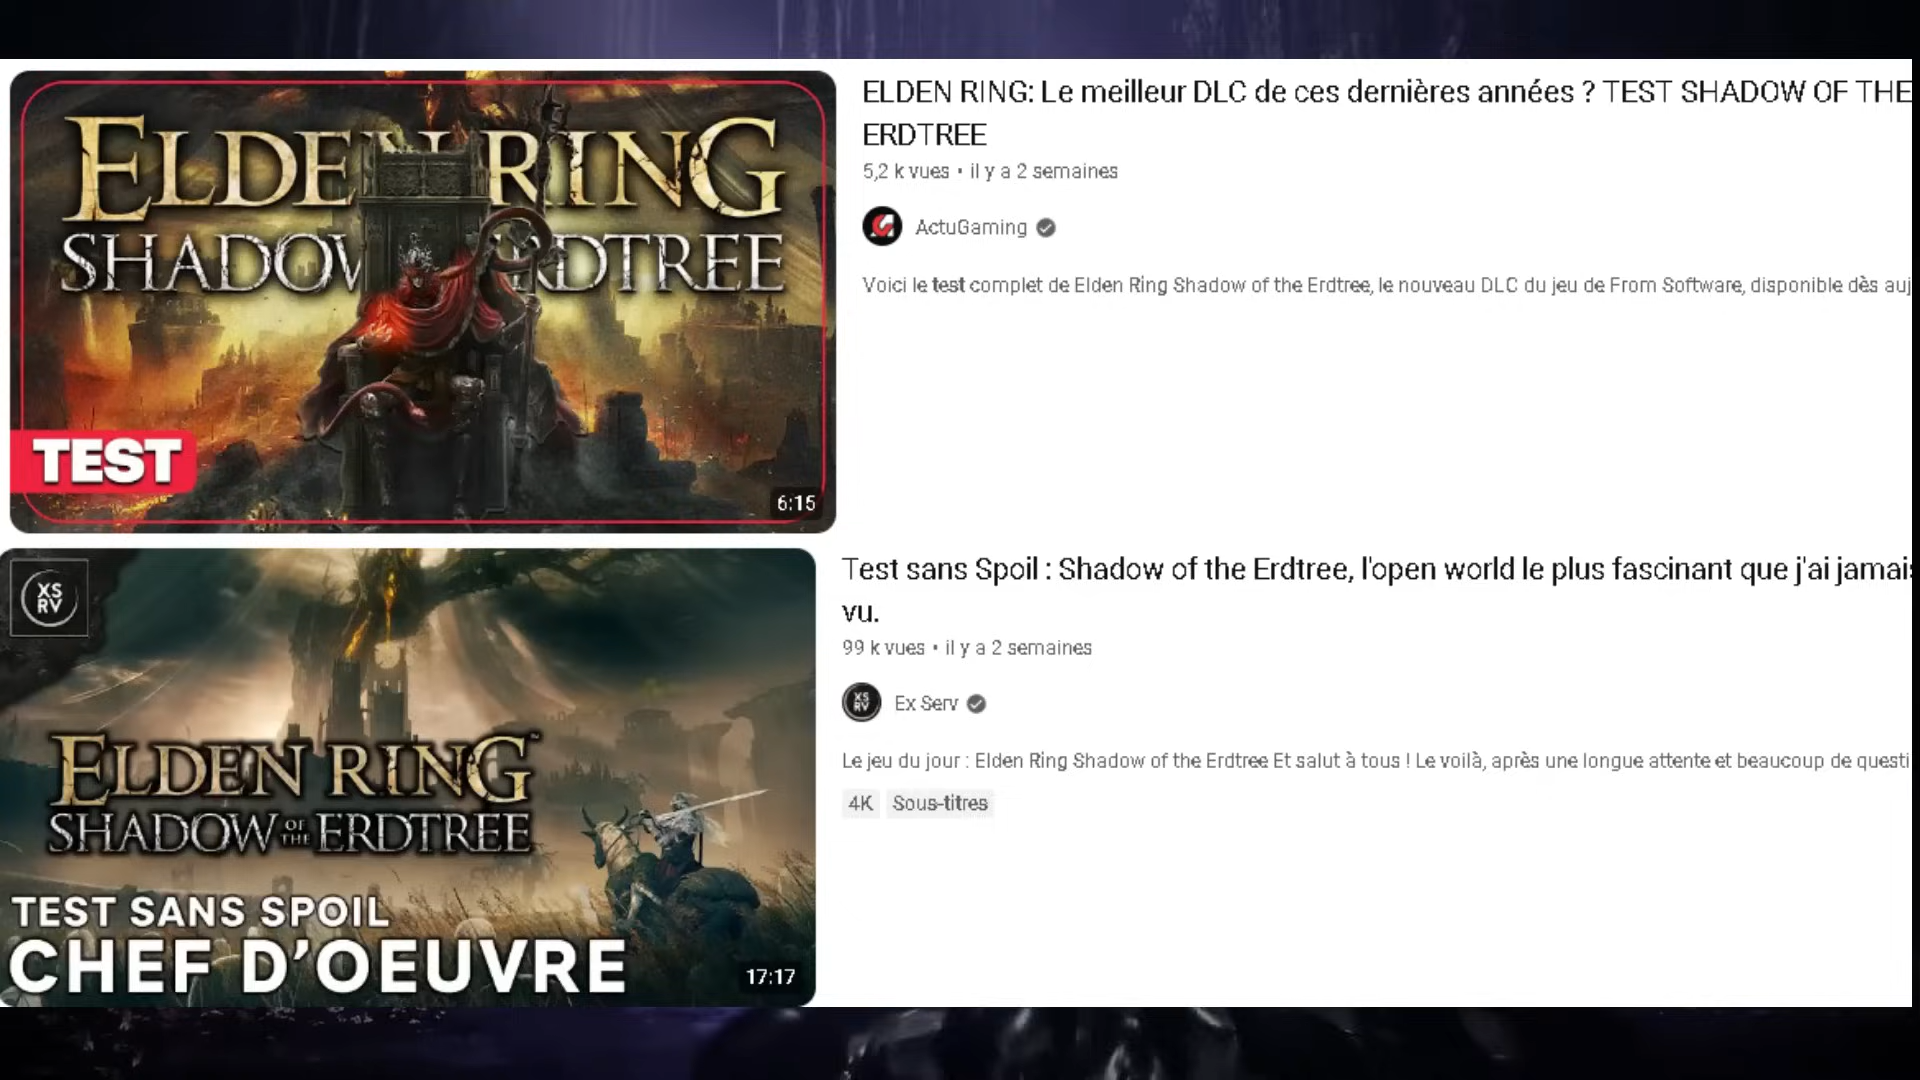 ELDEN RING
SHADOW ERDTREE
TEST
6:15
ELDEN RING: Le meilleur DLC de ces dernières années ? TEST SHADOW OF THE
ERDTREE
5,2 k vues • il y a 2 semaines
ActuGaming
Voici le test complet de Elden Ring Shadow of the Erdtree, le nouveau DLC du jeu de From Software, disponible dès auj
XS
RV
ELDEN RING™
SHADOW OF THE ERDTREE
TEST SANS SPOIL
CHEF D'OEUVRE
17:17
Test sans Spoil : Shadow of the Erdtree, l'open world le plus fascinant que j'ai jamais
vu.
99 k vues • il y a 2 semaines
XS
RV
Ex Serv
Le jeu du jour : Elden Ring Shadow of the Erdtree Et salut à tous ! Le voilà, après une longue attente et beaucoup de questi
4K Sous-titres